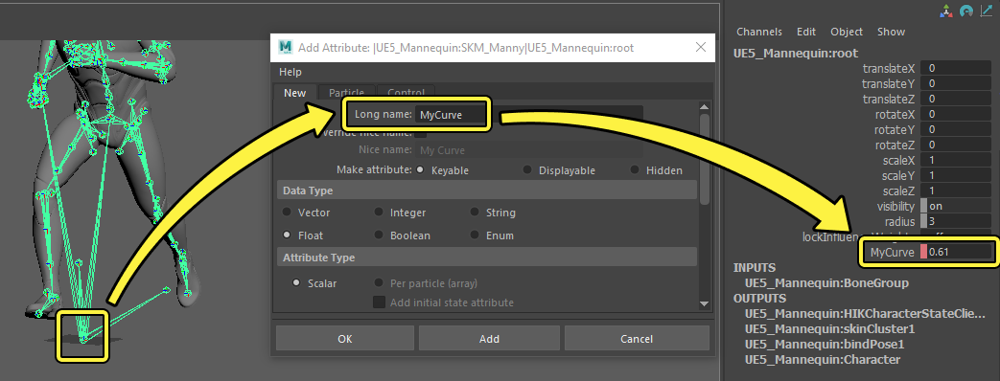 M
Add Attribute: |UE5_Mannequin:SKM_Manny|UE5_Mannequin:root
Help
New Particle Control
Long name: MyCurve
Override nice name:
Nice name: My Curve
Make attribute: Keyable Displayable Hidden
Data Type
Vector Integer String
Float Boolean Enum
Attribute Type
Scalar Per particle (array)
Add initial state attribute
OK Add Cancel
Channels Edit Object Show
UE5_Mannequin:root
translateX 0
translateY 0
translateZ 0
rotateX 0
rotateY 0
rotateZ 0
scaleX 1
scaleY 1
scaleZ 1
visibility on
radius 3
lockInfluen
MyCurve 0.61
INPUTS
UE5_Mannequin:BoneGroup
OUTPUTS
UE5_Mannequin:HIKCharacterStateClie...
UE5_Mannequin:skinCluster1
UE5_Mannequin:bindPose1
UE5_Mannequin:Character